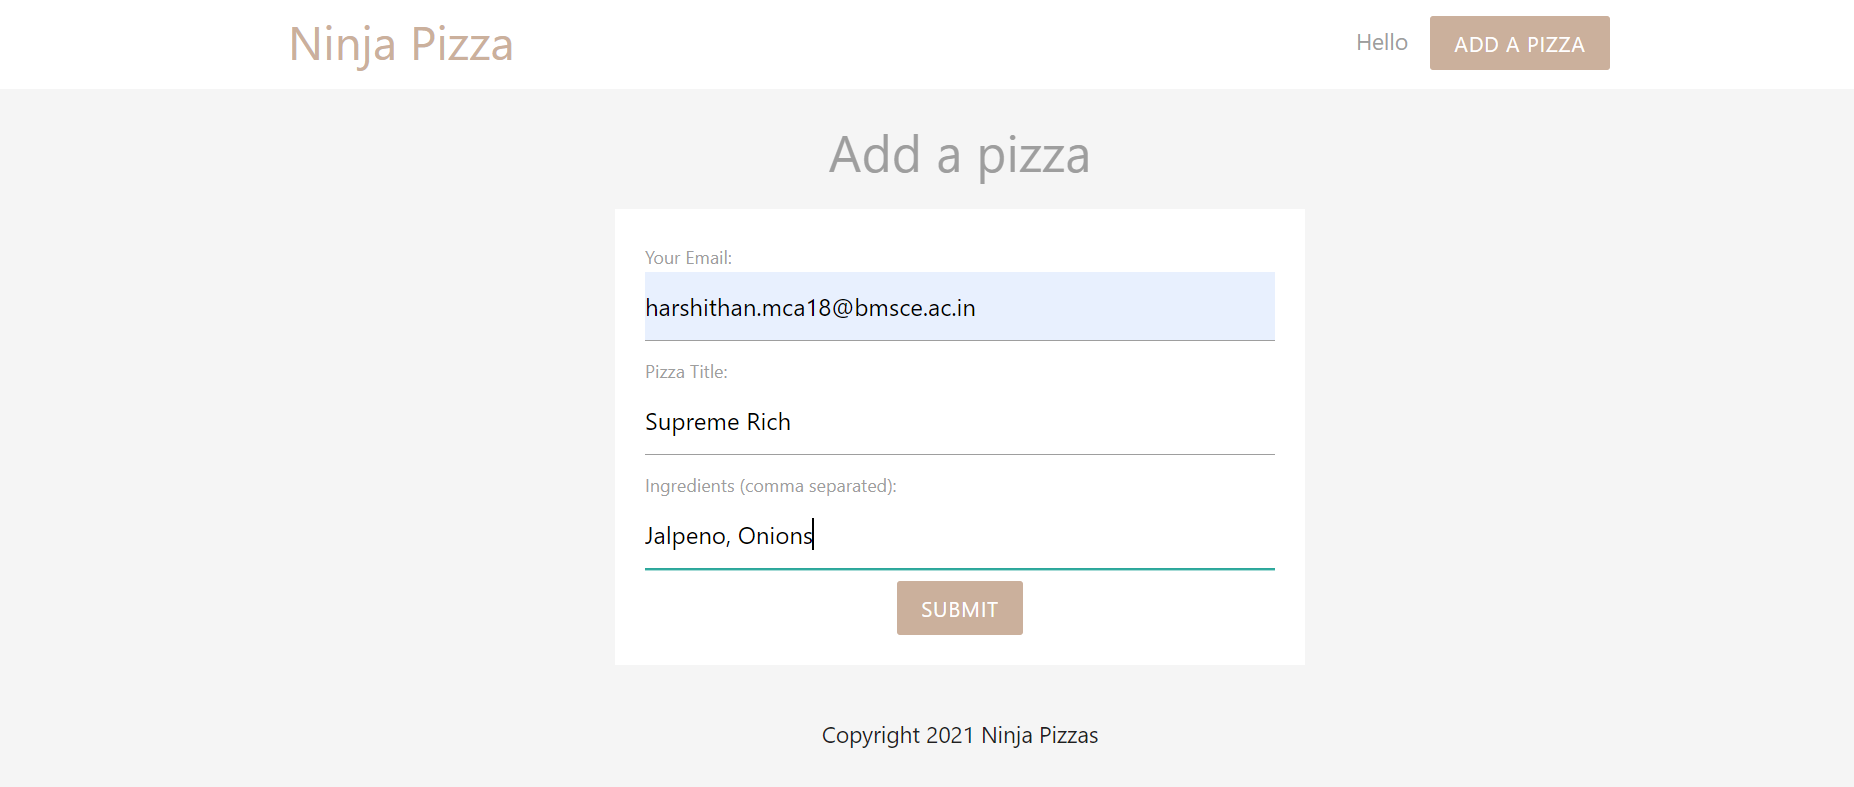 Ninja Pizza
Hello
ADD A PIZZA
Add a pizza
Your Email:
harshithan.mca18@bmsce.ac.in
Pizza Title:
Supreme Rich
Ingredients (comma separated):
Jalpeno, Onions
SUBMIT
Copyright 2021 Ninja Pizzas